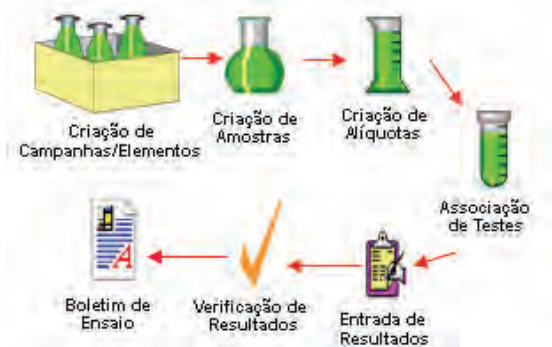 Criação de
Campanhas/Elementos
Criação de
Amostras
Criação de
Alíquotas
Associação
de Testes
Entrada de
Resultados
Verificação de
Resultados
Boletim de
Ensaio